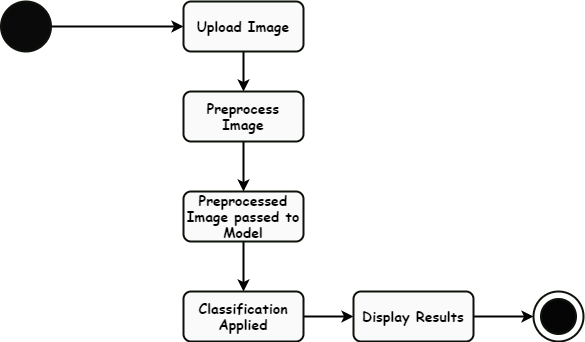 Upload Image
Preprocess
Image
Preprocessed
Image passed to
Model
Classification
Applied
Display Results